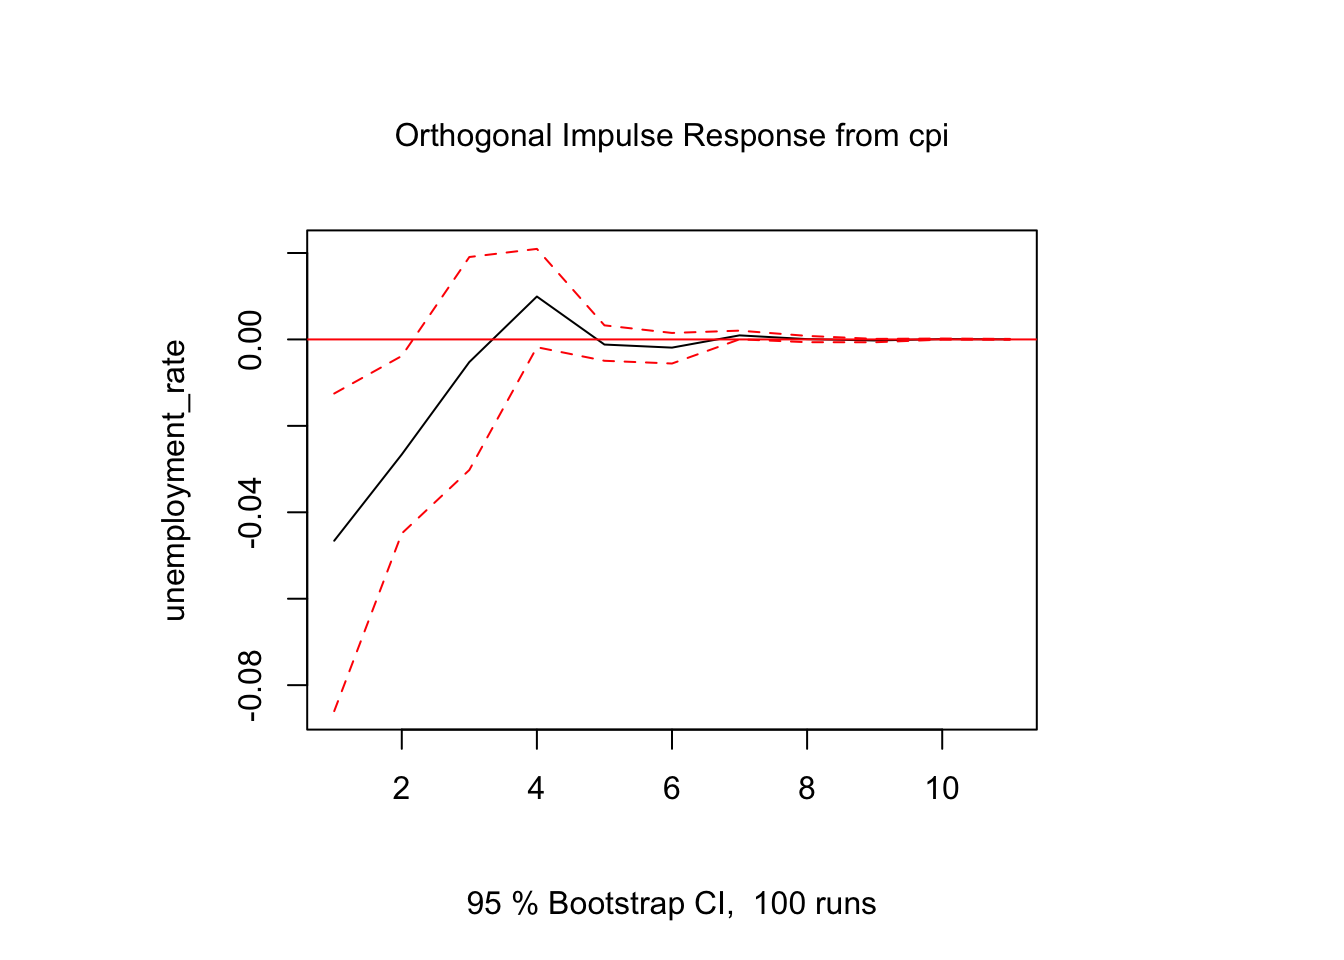 Orthogonal Impulse Response from cpi
unemployment_rate
0.00
-0.04
-0.08
2 4 6 8 10
95 % Bootstrap CI,  100 runs